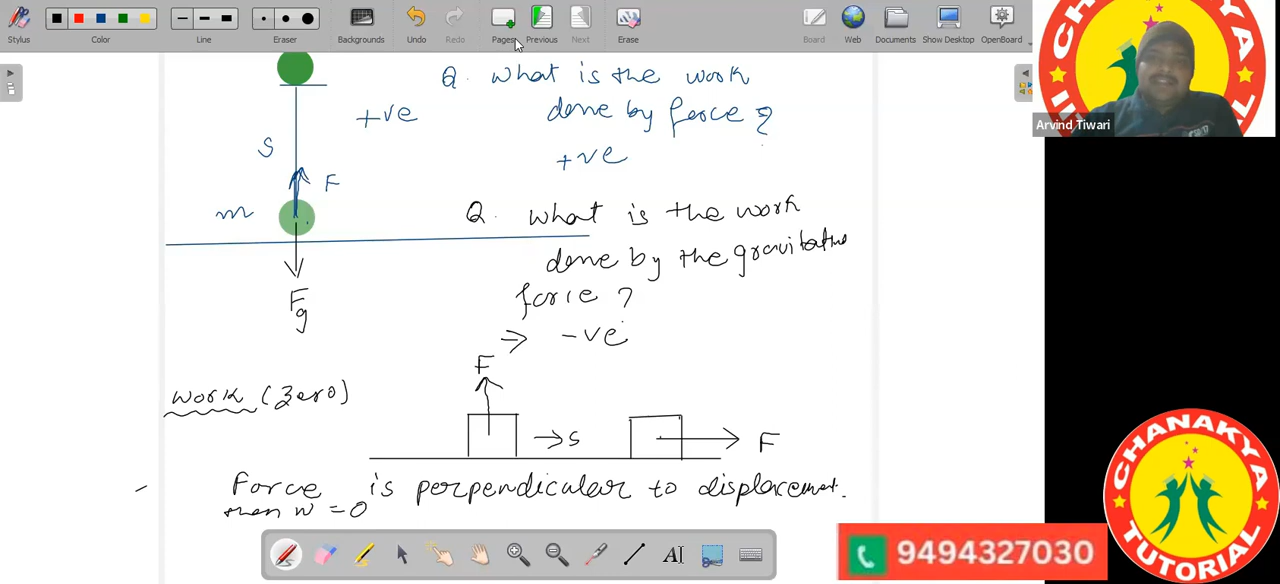 Stylus
Color
Line
Eraser
Backgrounds
Undo
Redo
Pages
Previous
Next
Erase
Board
Web
Documents
Show Desktop
OpenBoard
Arvind Tiwari
Q. What is the work
done by force ?
+ve
+ve
S
F
m
Fg
Q. What is the work
done by the gravitative
force ?
⇒ -ve
Work (Zero)
F
→ S
F
Force is perpendicular to displacement.
then W = 0
CHANAKYA
TUTORIAL
9494327030